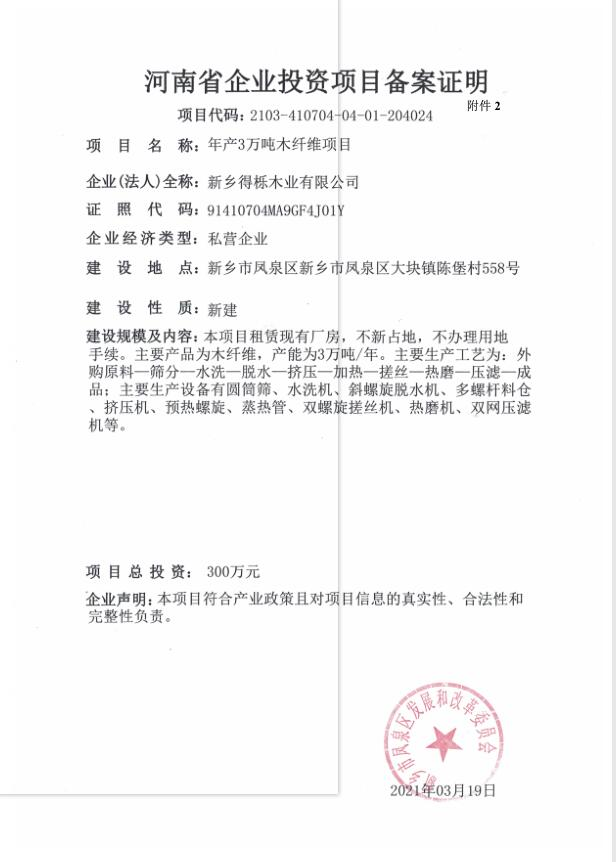 河南省企业投资项目备案证明
附件 2
项目代码：2103-410704-04-01-204024
项 目 名 称：年产3万吨木纤维项目
企业(法人)全称：新乡得栎木业有限公司
证 照 代 码：91410704MA9GF4J01Y
企业经济类型：私营企业
建 设 地 点：新乡市凤泉区新乡市凤泉区大块镇陈堡村558号
建 设 性 质：新建
建设规模及内容：本项目租赁现有厂房，不新占地，不办理用地
手续。主要产品为木纤维，产能为3万吨/年。主要生产工艺为：外
购原料—筛分—水洗—脱水—挤压—加热—搓丝—热磨—压滤—成
品；主要生产设备有圆筒筛、水洗机、斜螺旋脱水机、多螺杆料仓
、挤压机、预热螺旋、蒸热管、双螺旋搓丝机、热磨机、双网压滤
机等。
项 目 总 投 资： 300万元
企业声明：本项目符合产业政策且对项目信息的真实性、合法性和
完整性负责。
新乡市凤泉区发展和改革委员会
2021年03月19日